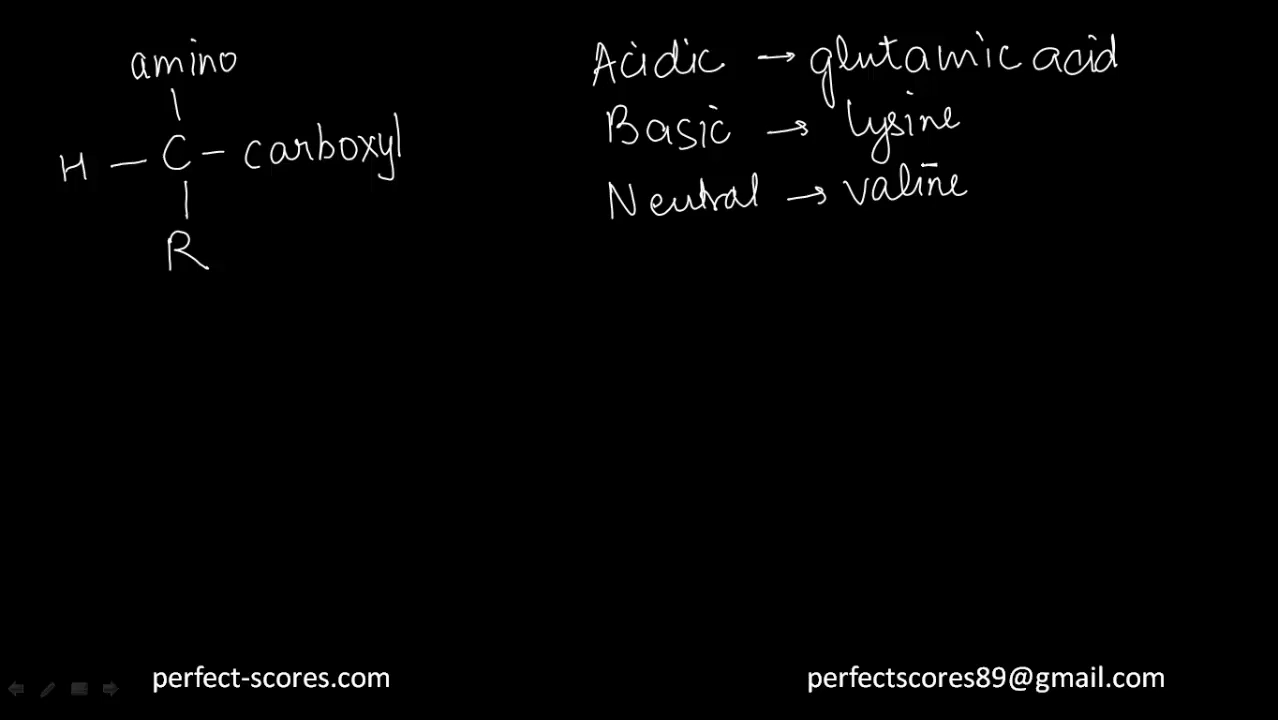 amino
H – C – carboxyl
R
Acidic → glutamic acid
Basic → lysine
Neutral → valine
perfect-scores.com
perfectscores89@gmail.com